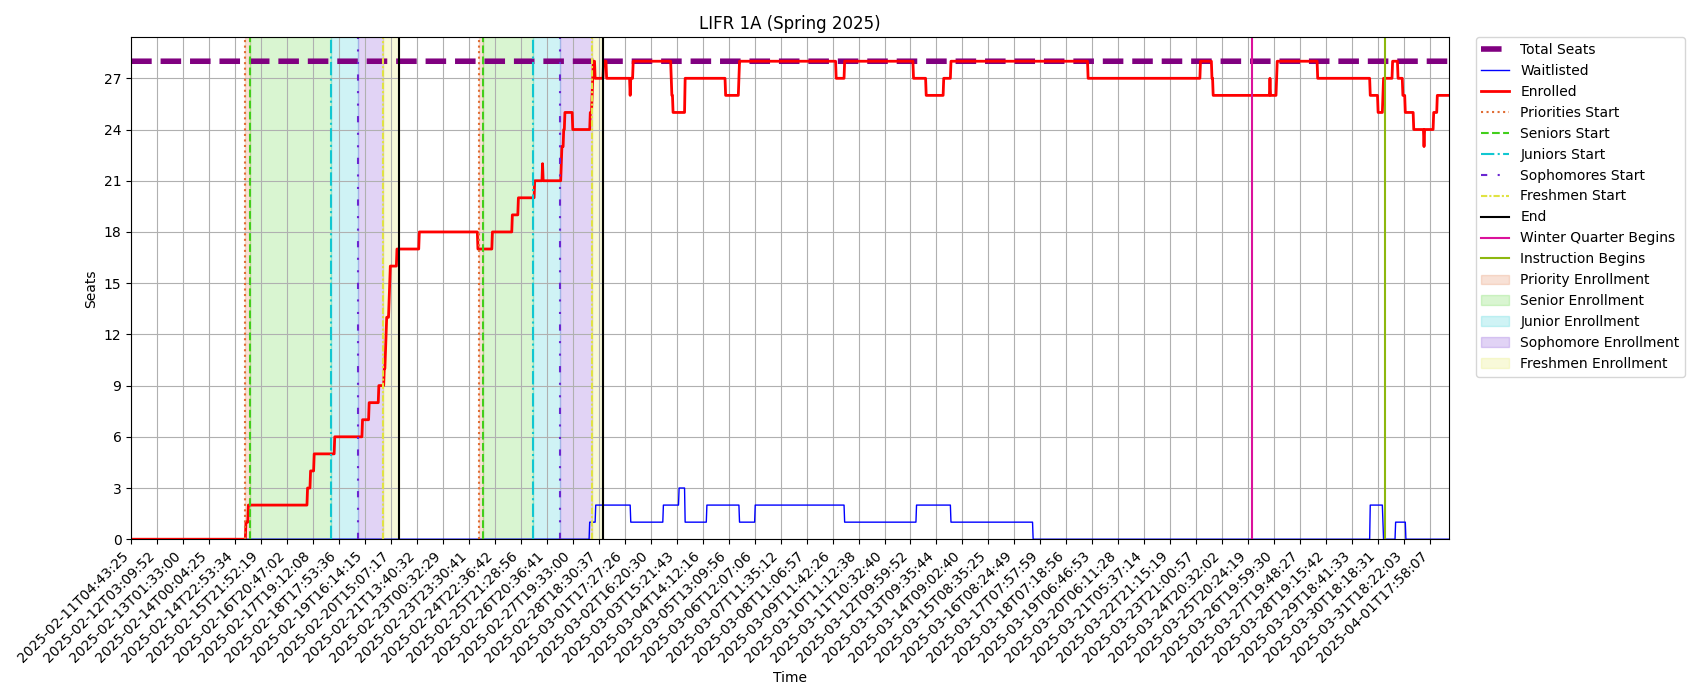 LIFR 1A (Spring 2025)
Seats
27
24
21
18
15
12
9
6
3
0
2025-02-11T04:43:25
2025-02-12T03:09:52
2025-02-13T01:33:00
2025-02-14T00:04:25
2025-02-14T22:53:34
2025-02-15T21:52:19
2025-02-16T20:47:02
2025-02-17T19:12:08
2025-02-18T17:53:36
2025-02-19T16:14:15
2025-02-20T15:07:17
2025-02-21T13:40:32
2025-02-23T00:32:29
2025-02-23T23:30:41
2025-02-24T22:36:42
2025-02-25T21:28:56
2025-02-26T20:36:41
2025-02-27T19:33:00
2025-02-28T18:30:37
2025-03-01T17:27:26
2025-03-02T16:20:30
2025-03-03T15:21:43
2025-03-04T14:12:16
2025-03-05T13:09:56
2025-03-06T12:07:06
2025-03-07T11:35:12
2025-03-08T11:06:57
2025-03-09T11:42:26
2025-03-10T11:12:38
2025-03-11T10:32:40
2025-03-12T09:59:52
2025-03-13T09:35:44
2025-03-14T09:02:40
2025-03-15T08:35:25
2025-03-16T08:24:49
2025-03-17T07:57:59
2025-03-18T07:18:56
2025-03-19T06:46:53
2025-03-20T06:11:28
2025-03-21T05:37:14
2025-03-22T21:15:19
2025-03-23T21:00:57
2025-03-24T20:32:02
2025-03-25T20:24:19
2025-03-26T19:59:30
2025-03-27T19:48:27
2025-03-28T19:15:42
2025-03-29T18:41:33
2025-03-30T18:18:31
2025-03-31T18:22:03
2025-04-01T17:58:07
Time
Total Seats
Waitlisted
Enrolled
Priorities Start
Seniors Start
Juniors Start
Sophomores Start
Freshmen Start
End
Winter Quarter Begins
Instruction Begins
Priority Enrollment
Senior Enrollment
Junior Enrollment
Sophomore Enrollment
Freshmen Enrollment